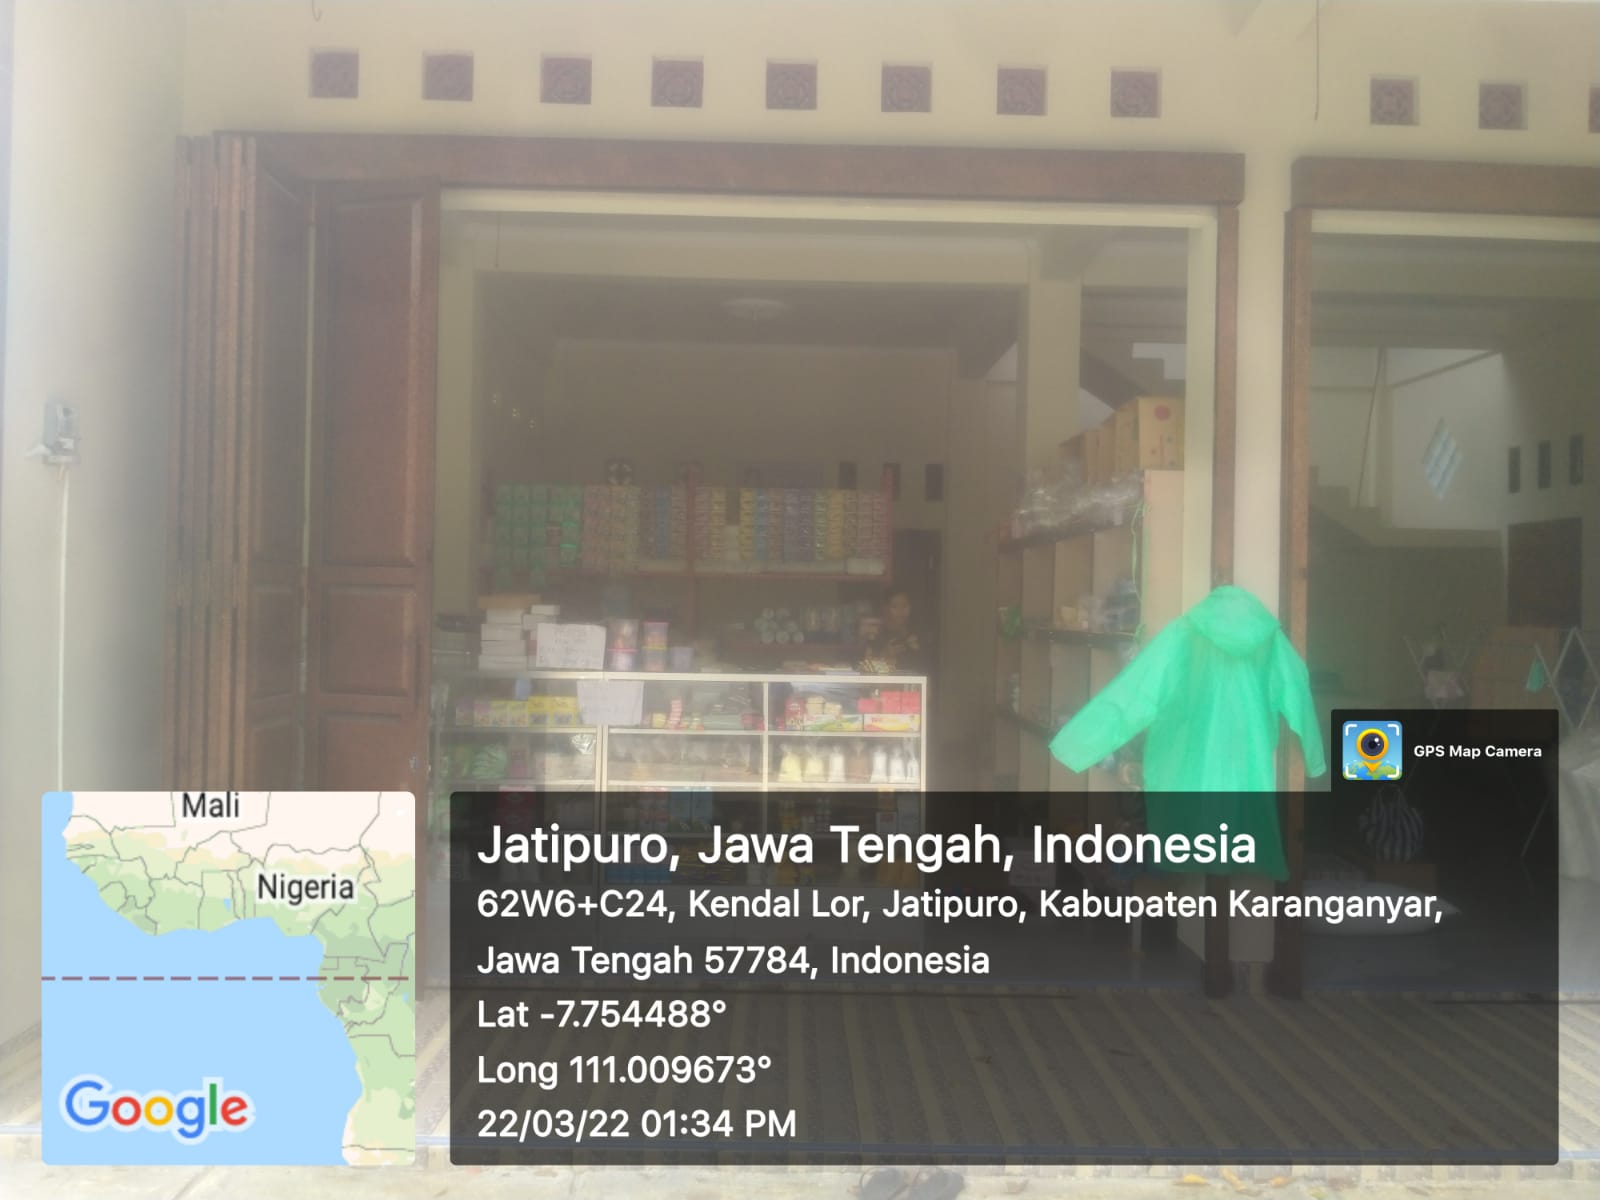 GPS Map Camera
Mali
Nigeria
Google
Jatipuro, Jawa Tengah, Indonesia
62W6+C24, Kendal Lor, Jatipuro, Kabupaten Karanganyar,
Jawa Tengah 57784, Indonesia
Lat -7.754488°
Long 111.009673°
22/03/22 01:34 PM